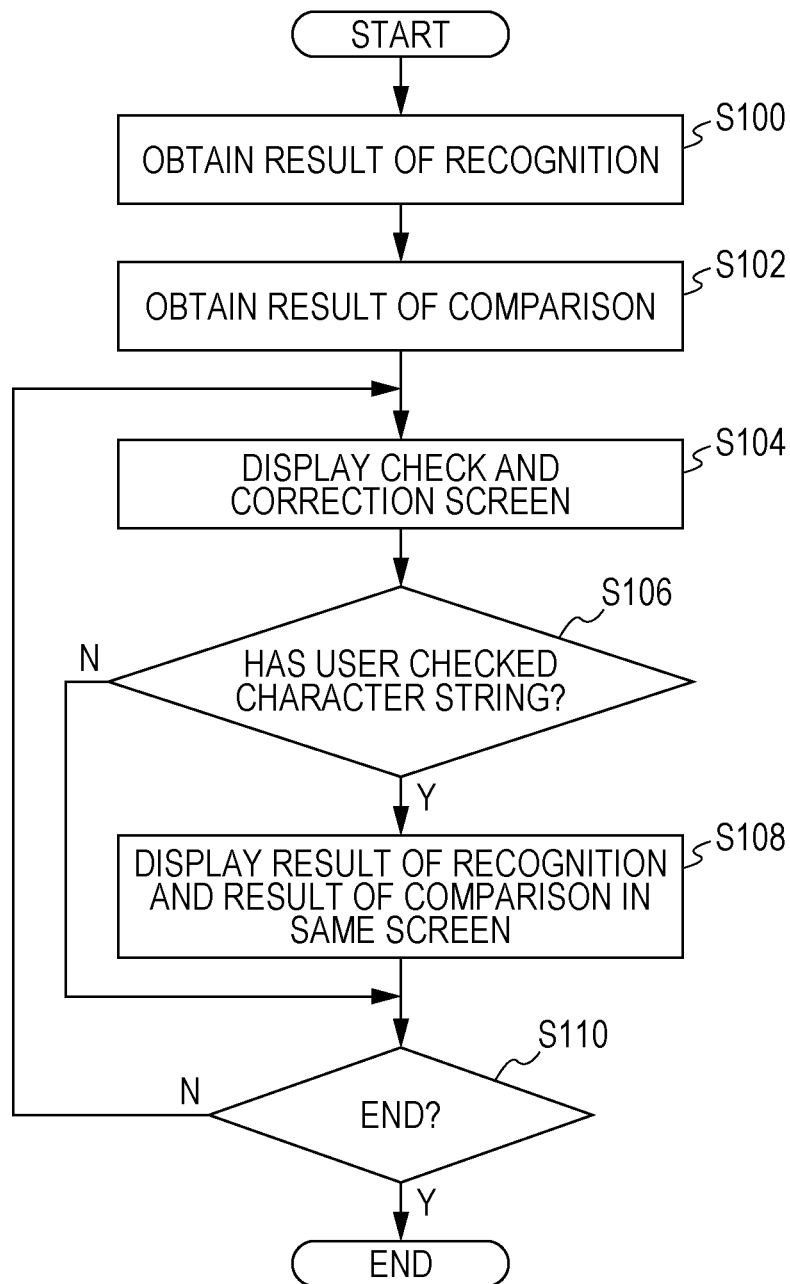 START
S100
OBTAIN RESULT OF RECOGNITION
S102
OBTAIN RESULT OF COMPARISON
S104
DISPLAY CHECK AND
CORRECTION SCREEN
S106
N
HAS USER CHECKED
CHARACTER STRING?
Y
S108
DISPLAY RESULT OF RECOGNITION
AND RESULT OF COMPARISON IN
SAME SCREEN
S110
N
END?
Y
END